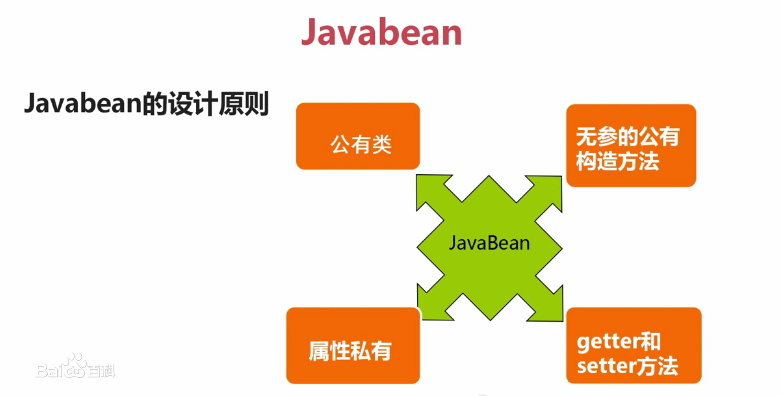 Javabean
Javabean的设计原则
公有类
无参的公有
构造方法
JavaBean
属性私有
getter和
setter方法
Bai百科